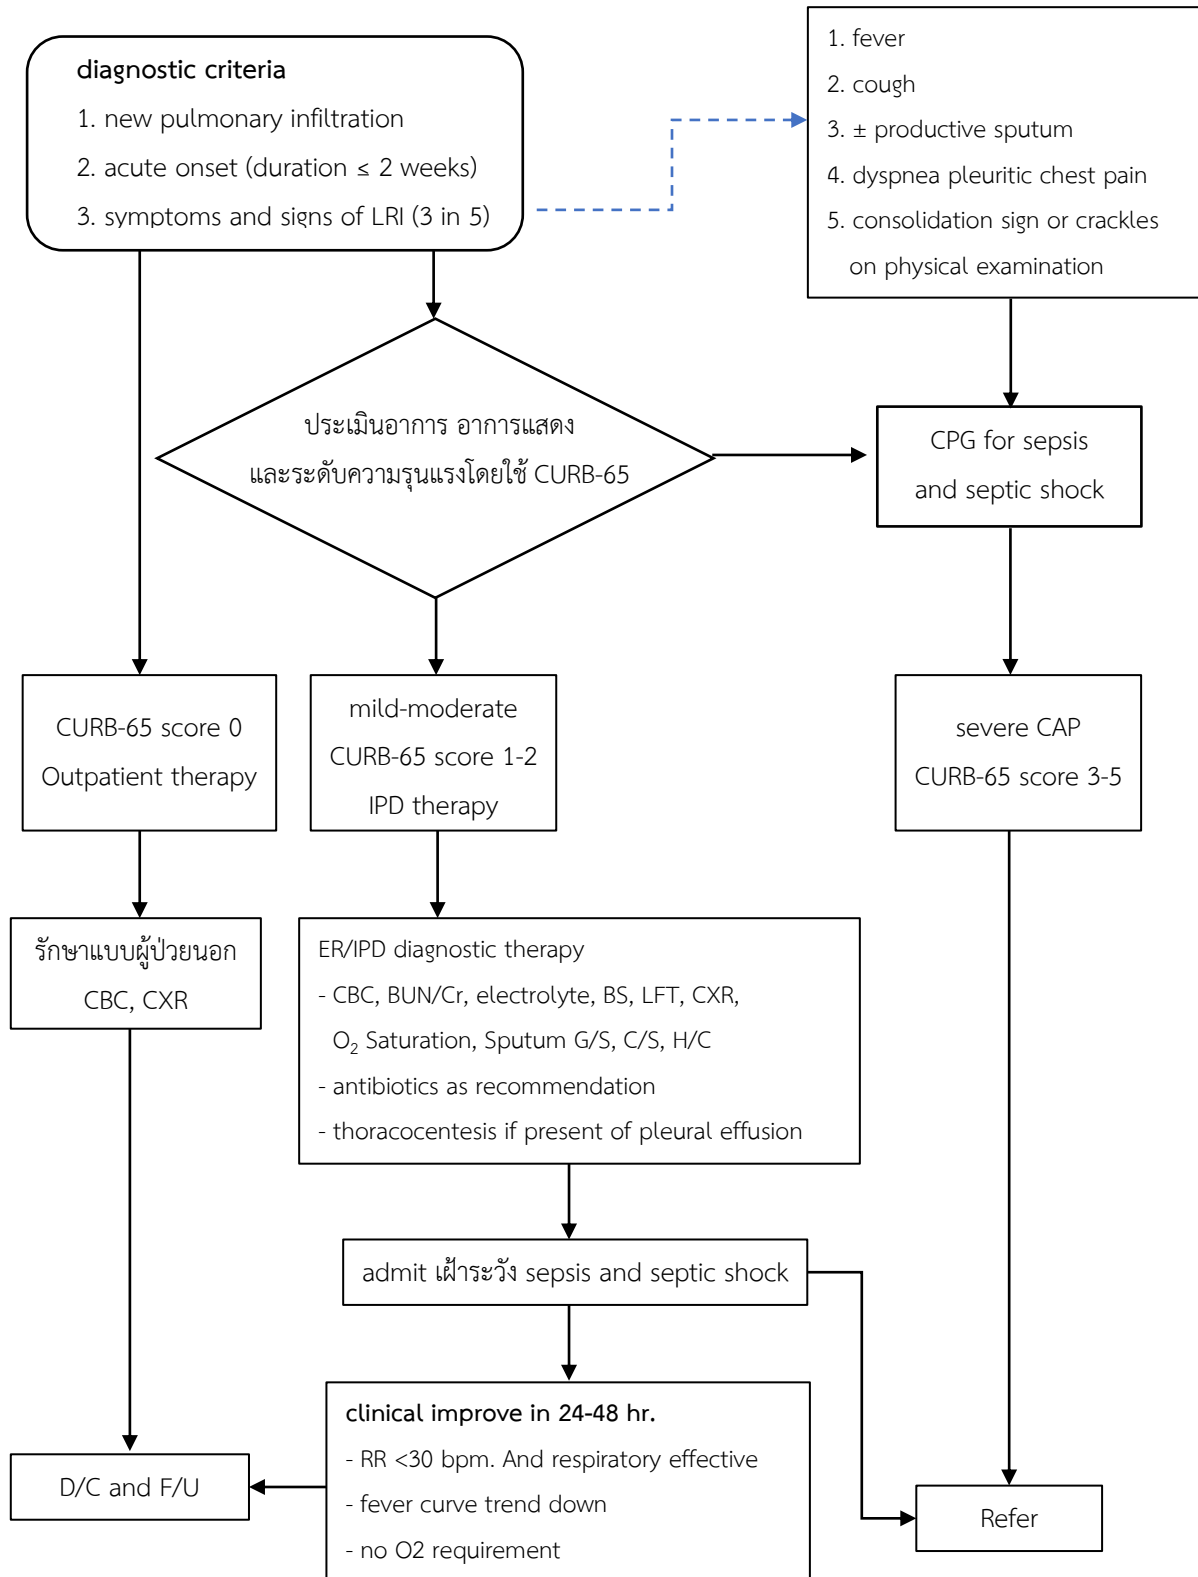 diagnostic criteria
1. new pulmonary infiltration
2. acute onset (duration ≤ 2 weeks)
3. symptoms and signs of LRI (3 in 5)
1. fever
2. cough
3. ± productive sputum
4. dyspnea pleuritic chest pain
5. consolidation sign or crackles
on physical examination
ประเมินอาการ อาการแสดง
และระดับความรุนแรงโดยใช้ CURB-65
CPG for sepsis
and septic shock
CURB-65 score 0
Outpatient therapy
mild-moderate
CURB-65 score 1-2
IPD therapy
severe CAP
CURB-65 score 3-5
รักษาแบบผู้ป่วยนอก
CBC, CXR
ER/IPD diagnostic therapy
- CBC, BUN/Cr, electrolyte, BS, LFT, CXR,
O₂ Saturation, Sputum G/S, C/S, H/C
- antibiotics as recommendation
- thoracocentesis if present of pleural effusion
admit เฝ้าระวัง sepsis and septic shock
clinical improve in 24-48 hr.
- RR <30 bpm. And respiratory effective
- fever curve trend down
- no O2 requirement
D/C and F/U
Refer